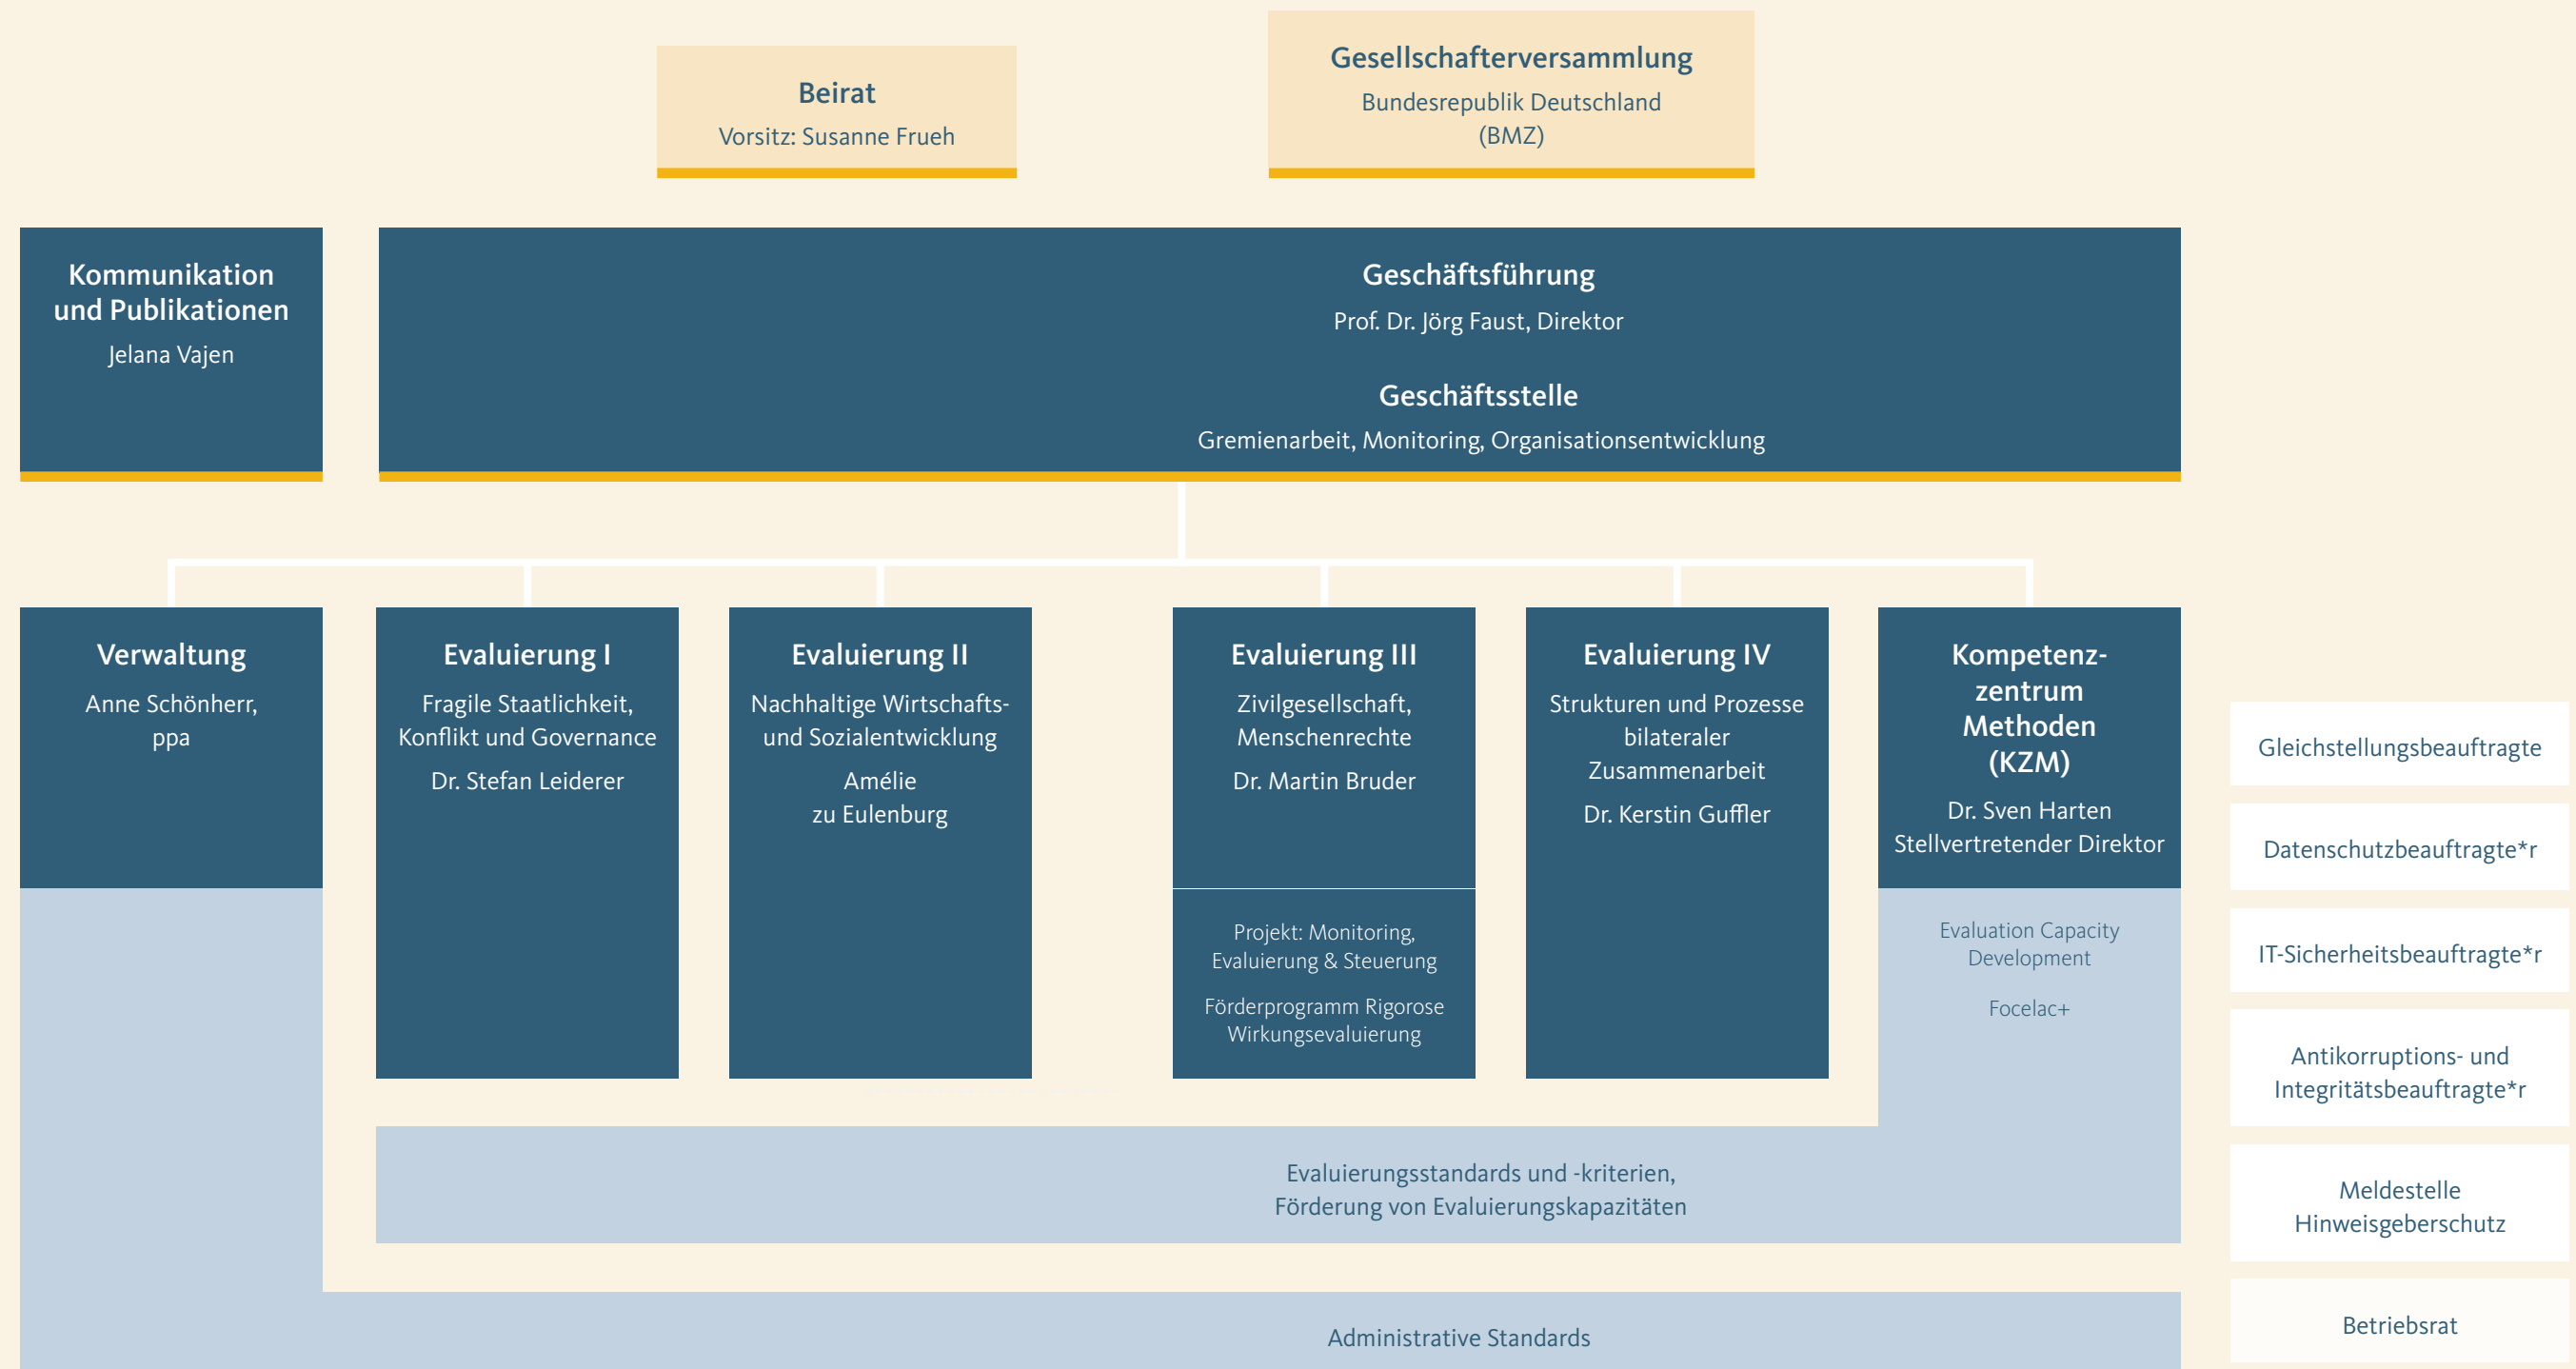 Beirat
Vorsitz: Susanne Frueh
Gesellschafterversammlung
Bundesrepublik Deutschland
(BMZ)
Kommunikation
und Publikationen
Jelana Vajen
Geschäftsführung
Prof. Dr. Jörg Faust, Direktor
Geschäftsstelle
Gremienarbeit, Monitoring, Organisationsentwicklung
Verwaltung
Anne Schönherr,
ppa
Evaluierung I
Fragile Staatlichkeit,
Konflikt und Governance
Dr. Stefan Leiderer
Evaluierung II
Nachhaltige Wirtschafts-
und Sozialentwicklung
Amélie
zu Eulenburg
Evaluierung III
Zivilgesellschaft,
Menschenrechte
Dr. Martin Bruder
Projekt: Monitoring,
Evaluierung & Steuerung
Förderprogramm Rigorose
Wirkungsevaluierung
Evaluierung IV
Strukturen und Prozesse
bilateraler
Zusammenarbeit
Dr. Kerstin Guffler
Kompetenz-
zentrum
Methoden
(KZM)
Dr. Sven Harten
Stellvertretender Direktor
Evaluation Capacity
Development
Focelac+
Evaluierungsstandards und -kriterien,
Förderung von Evaluierungskapazitäten
Administrative Standards
Gleichstellungsbeauftragte
Datenschutzbeauftragte*r
IT-Sicherheitsbeauftragte*r
Antikorruptions- und
Integritätsbeauftragte*r
Meldestelle
Hinweisgeberschutz
Betriebsrat